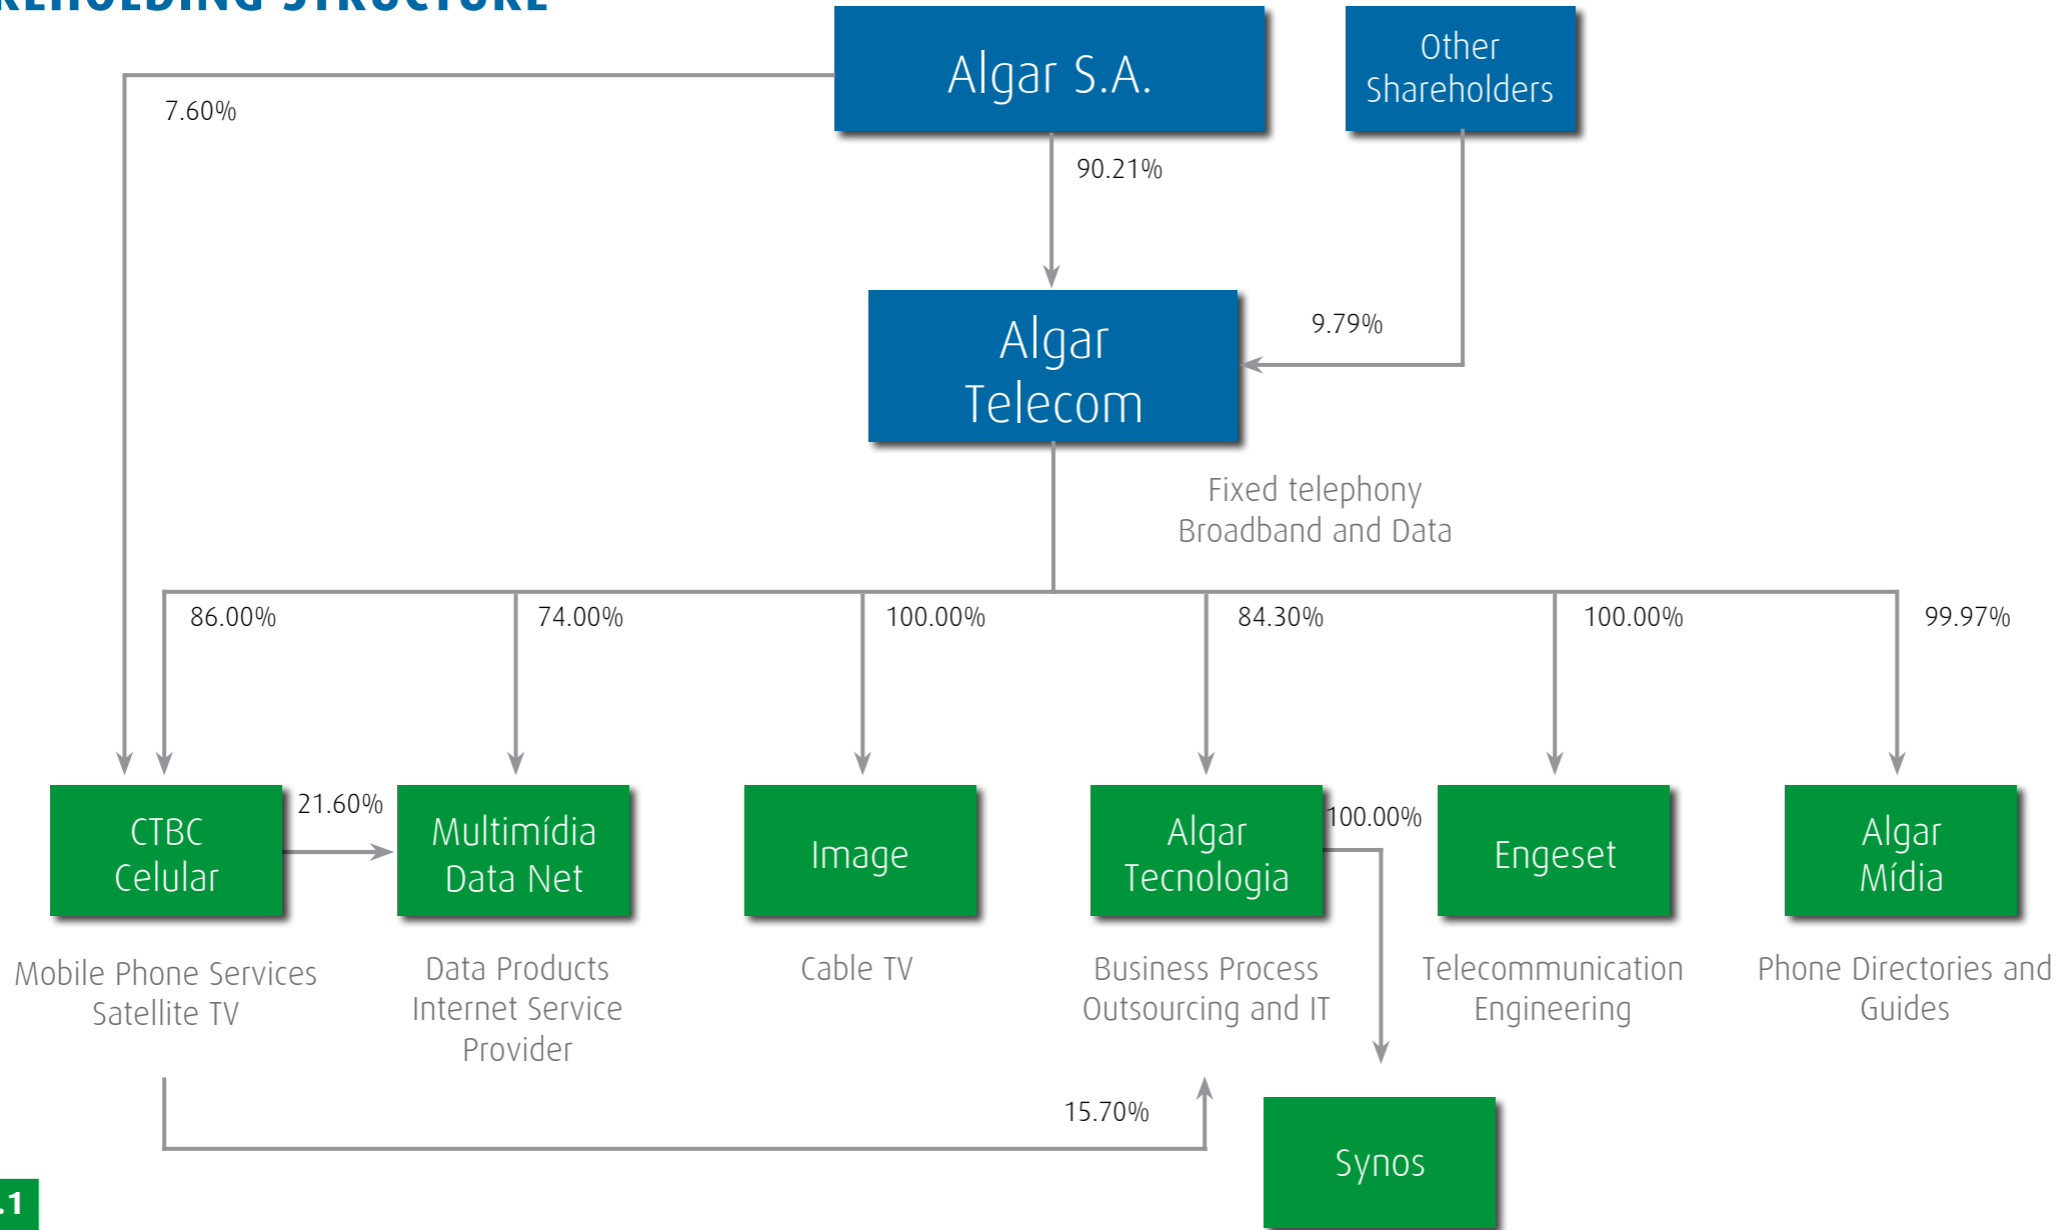 REHOLDING STRUCTURE
Algar S.A.
Other
Shareholders
7.60%
90.21%
9.79%
Algar
Telecom
Fixed telephony
Broadband and Data
86.00%
74.00%
100.00%
84.30%
100.00%
99.97%
CTBC
Celular
21.60%
Multimídia
Data Net
Image
Algar
Tecnologia
100.00%
Engeset
Algar
Mídia
Mobile Phone Services
Satellite TV
Data Products
Internet Service
Provider
Cable TV
Business Process
Outsourcing and IT
Telecommunication
Engineering
Phone Directories and
Guides
15.70%
Synos
.1